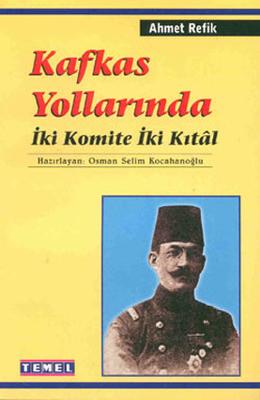 Ahmet Refik
Kafkas
Yollarında
İki Komite İki Kıtâl
Hazırlayan: Osman Selim Kocahanoğlu
TEMEL